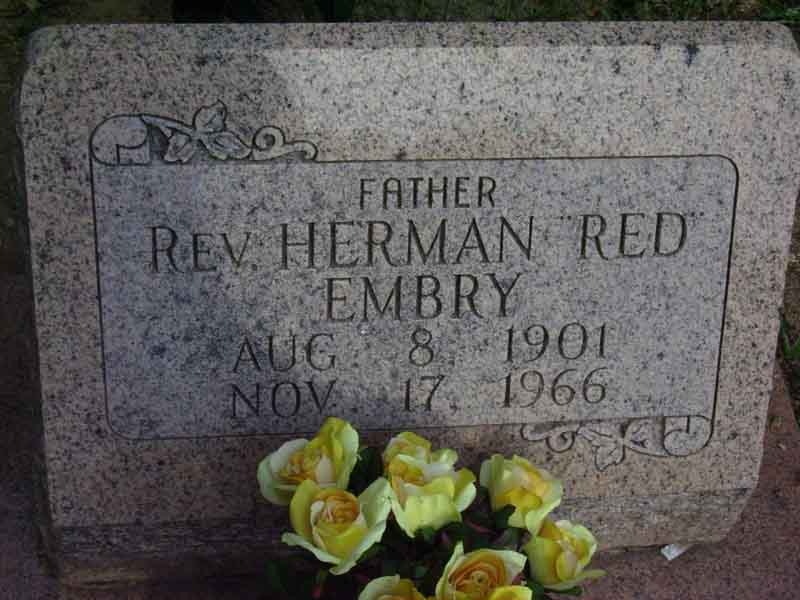 FATHER
REV. HERMAN "RED"
EMBRY
AUG 8, 1901
NOV. 17, 1966